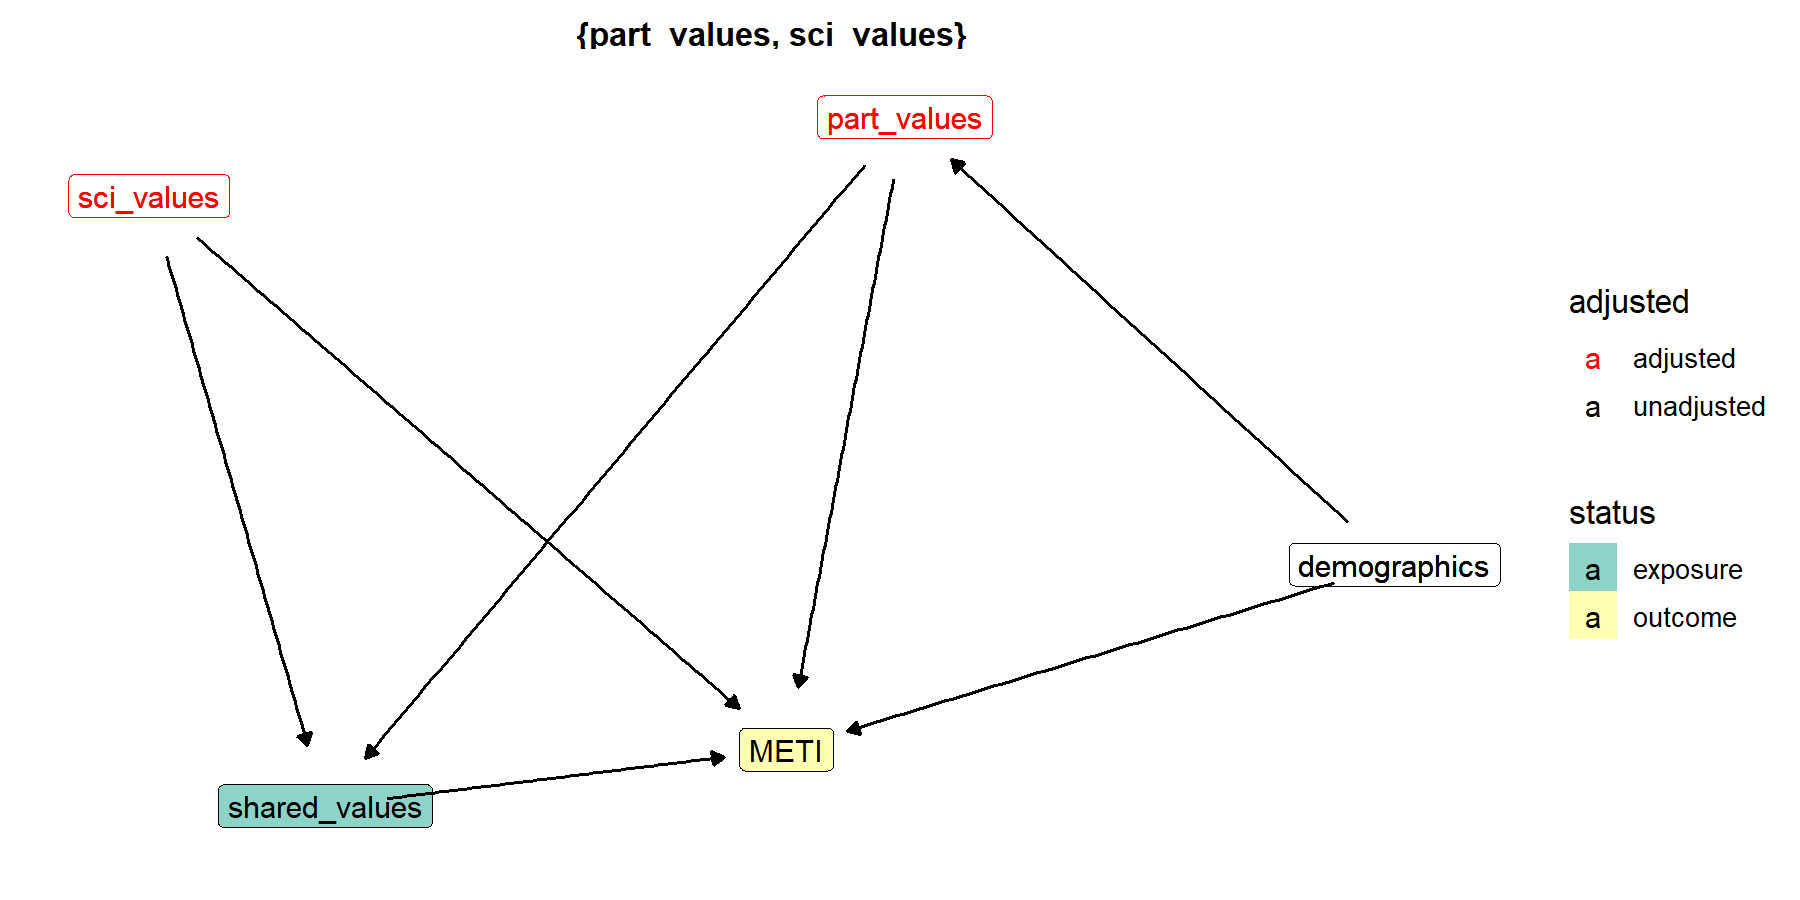 {part_values, sci_values}
part_values
sci_values
adjusted
a adjusted
a unadjusted
status
a exposure
a outcome
demographics
METI
shared_values